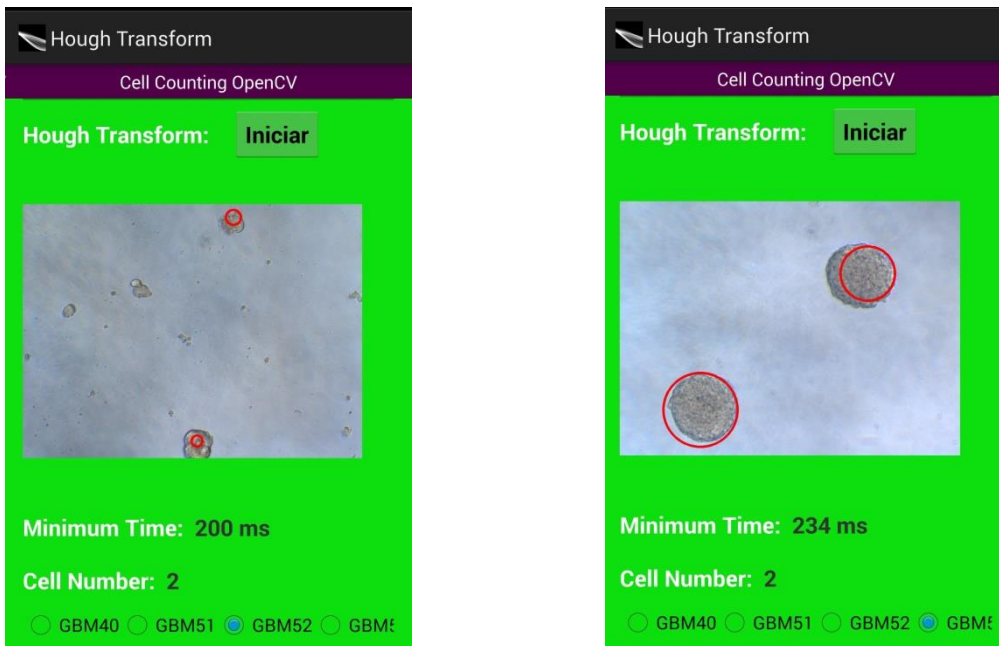 Hough Transform
Cell Counting OpenCV
Hough Transform: Iniciar
Minimum Time: 200 ms
Cell Number: 2
GBM40 GBM51 GBM52
Hough Transform
Cell Counting OpenCV
Hough Transform: Iniciar
Minimum Time: 234 ms
Cell Number: 2
GBM40 GBM51 GBM52